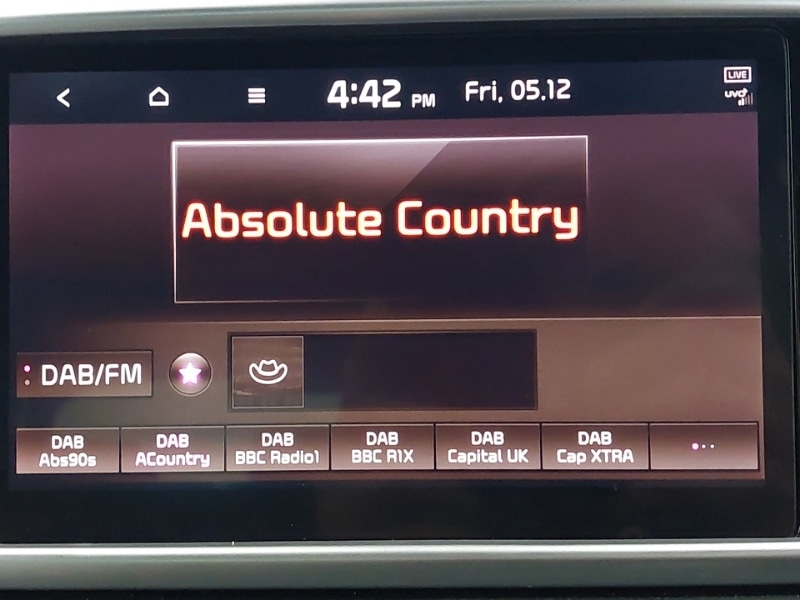 4:42 PM Fri, 05.12
LIVE
UVO
Absolute Country
DAB/FM
DAB
Abs90s
DAB
ACountry
DAB
BBC Radio1
DAB
BBC R1X
DAB
Capital UK
DAB
Cap XTRA